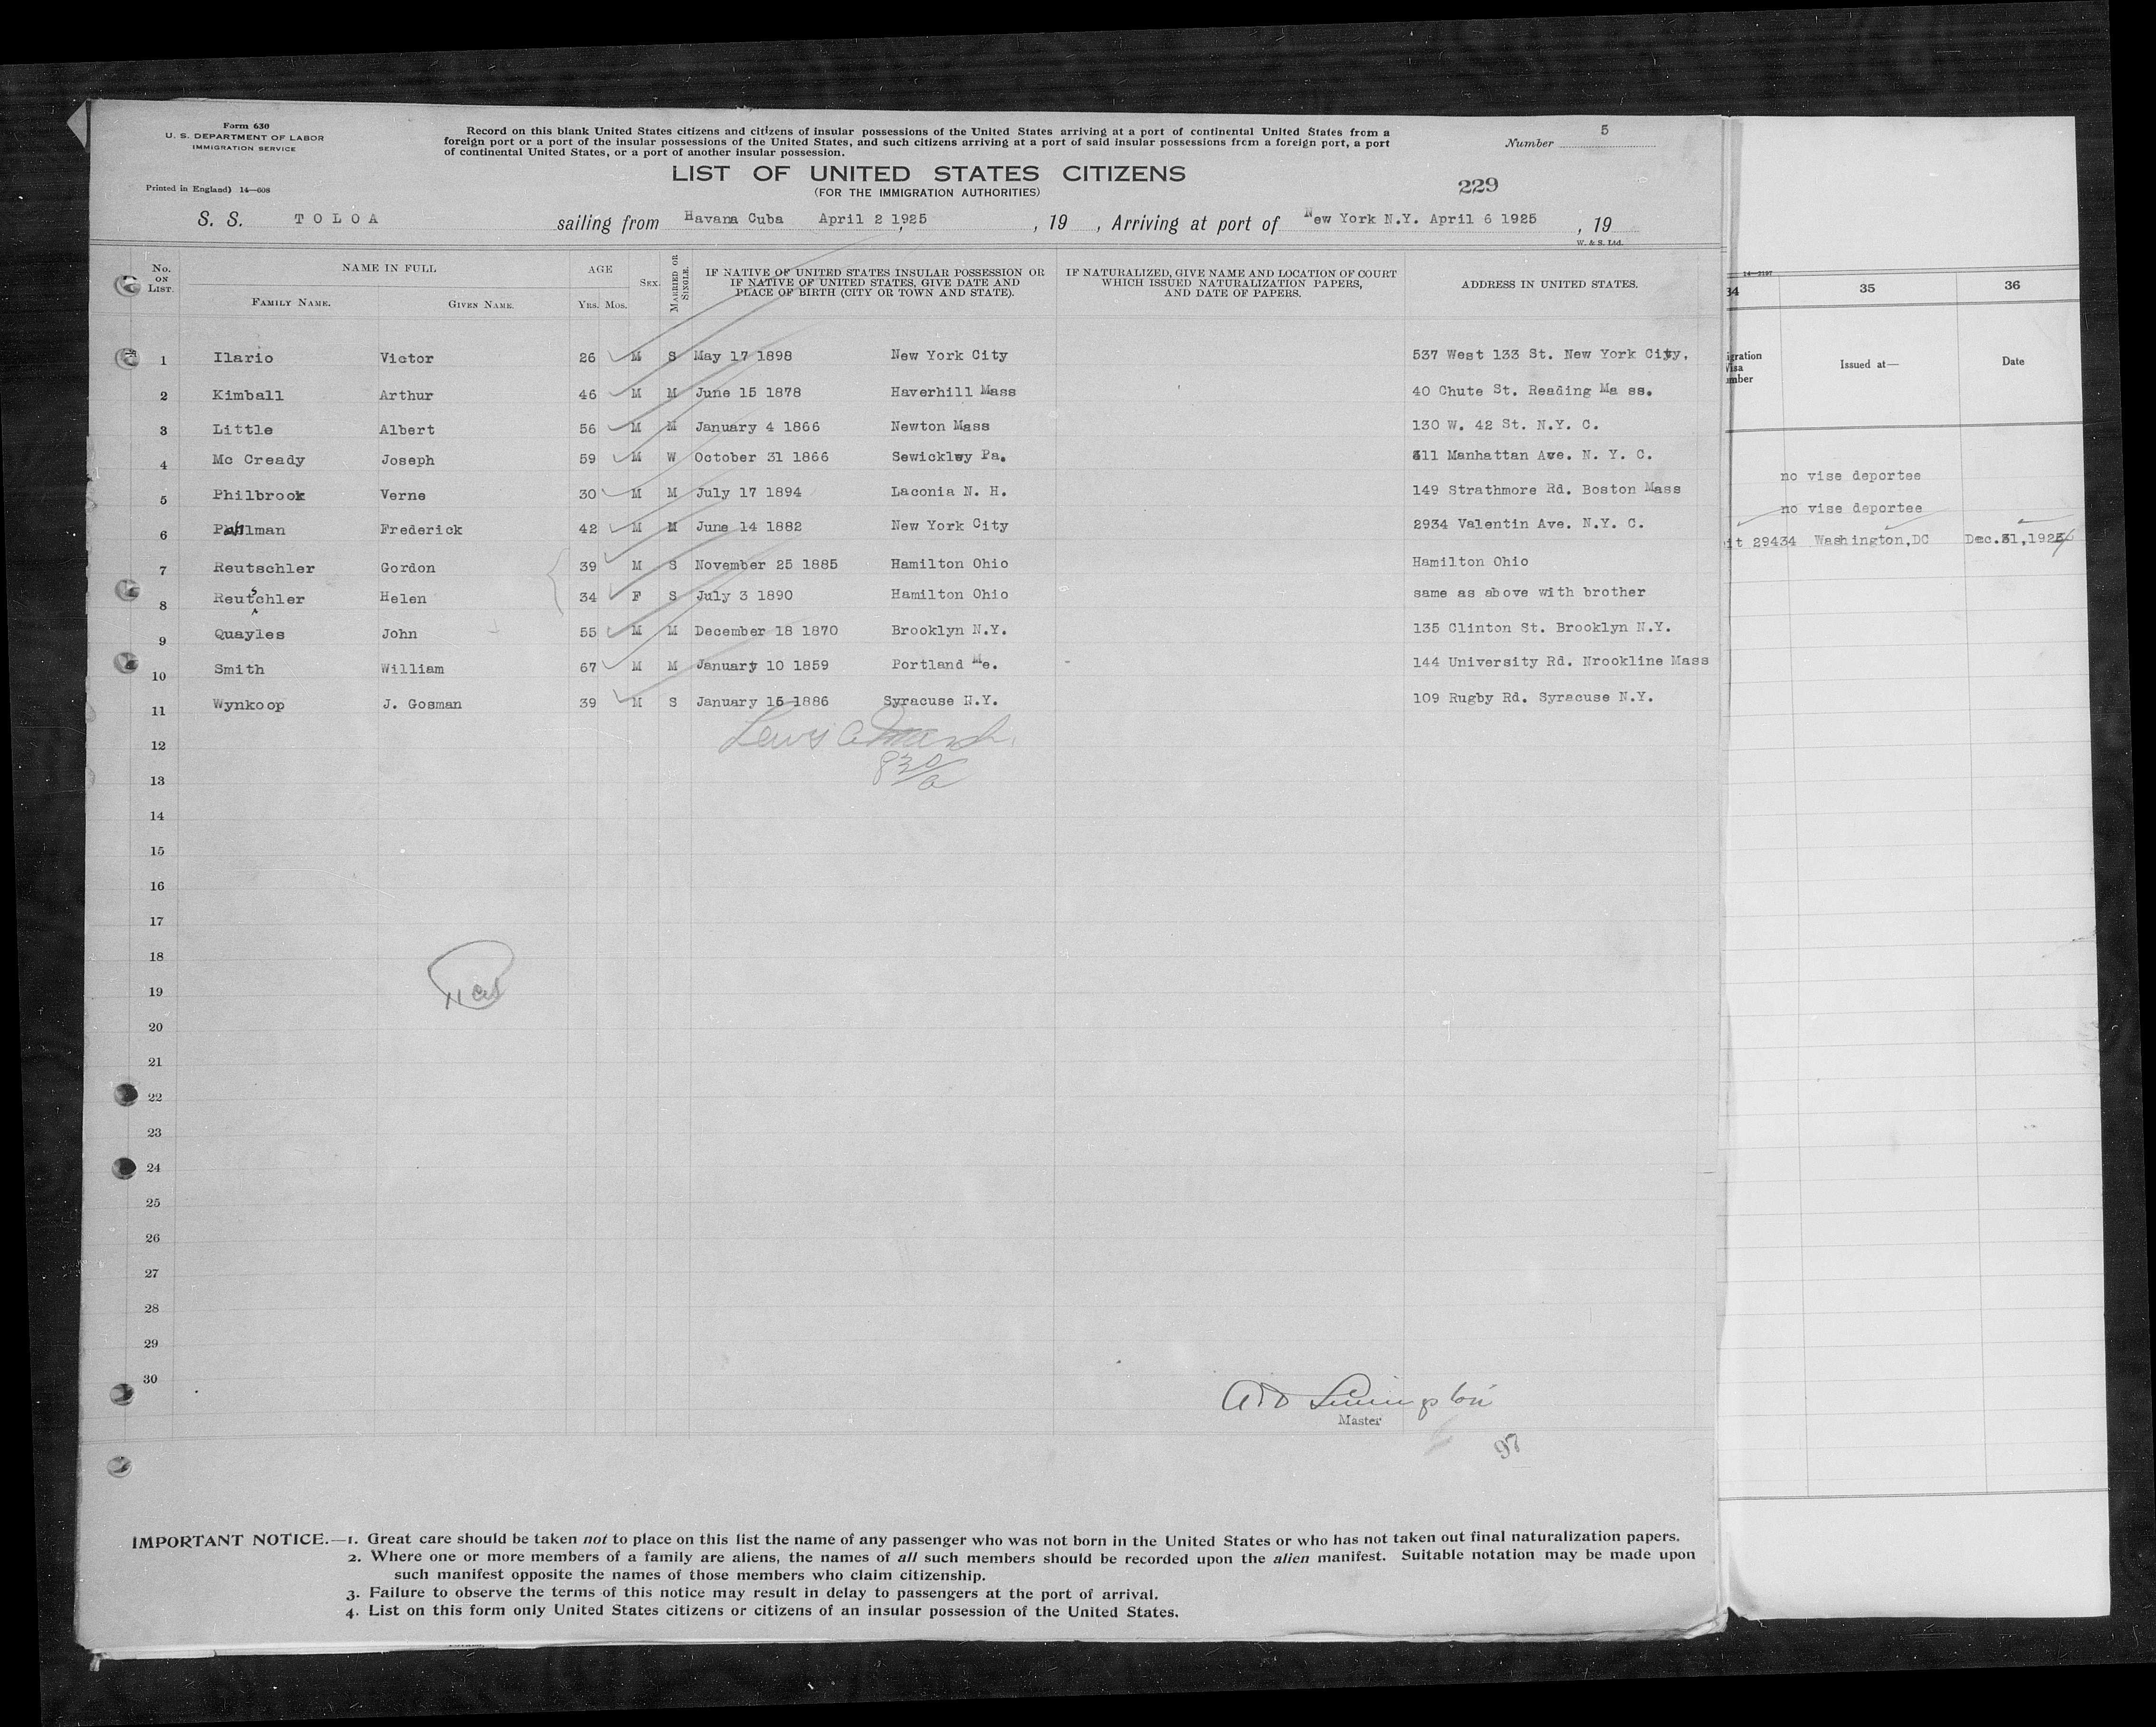 Form 630
U. S. DEPARTMENT OF LABOR
IMMIGRATION SERVICE
Printed in England) 14—608
Record on this blank United States citizens and citizens of insular possessions of the United States arriving at a port of continental United States from a
foreign port or a port of the insular possessions of the United States, and such citizens arriving at a port of said insular possessions from a foreign port, a port
of continental United States, or a port of another insular possession.
Number 5
LIST OF UNITED STATES CITIZENS
(FOR THE IMMIGRATION AUTHORITIES)
229
S. S. TOLOA sailing from Havana Cuba April 2 1925, 19 , Arriving at port of New York N.Y. April 6 1925 , 19
W. & S. Ltd.
No. ON LIST. NAME IN FULL FAMILY NAME. GIVEN NAME. AGE YRS. MOS. SEX. MARRIED OR SINGLE. IF NATIVE OF UNITED STATES INSULAR POSSESSION OR IF NATIVE OF UNITED STATES, GIVE DATE AND PLACE OF BIRTH (CITY OR TOWN AND STATE). IF NATURALIZED, GIVE NAME AND LOCATION OF COURT WHICH ISSUED NATURALIZATION PAPERS, AND DATE OF PAPERS. ADDRESS IN UNITED STATES.
1 Ilario Victor 26 M S May 17 1898 New York City 537 West 133 St. New York City.
2 Kimball Arthur 46 M M June 15 1878 Haverhill Mass 40 Chute St. Reading Ma ss.
3 Little Albert 56 M M January 4 1866 Newton Mass 130 W. 42 St. N.Y. C.
4 Mc Cready Joseph 59 M W October 31 1866 Sewickley Pa. 11 Manhattan Ave. N. Y. C.
5 Philbrook Verne 30 M M July 17 1894 Laconia N. H. 149 Strathmore Rd. Boston Mass
6 Pohlman Frederick 42 M M June 14 1882 New York City 2934 Valentin Ave. N.Y. C.
7 Reutschler Gordon 39 M S November 25 1885 Hamilton Ohio Hamilton Ohio
8 Reutschler Helen 34 F S July 3 1890 Hamilton Ohio same as above with brother
9 Quayles John 55 M M December 18 1870 Brooklyn N.Y. 135 Clinton St. Brooklyn N.Y.
10 Smith William 67 M M January 10 1859 Portland Me. 144 University Rd. Nrookline Mass
11 Wynkoop J. Gosman 39 M S January 15 1886 Syracuse N.Y. 109 Rugby Rd. Syracuse N.Y.
12
13
14
15
16
17
18
19
20
21
22
23
24
25
26
27
28
29
30
Master
97
14—2197
34 35 36
igration
Visa
mber
Issued at—
Date
no vise deportee
no vise deportee
it 29434 Washington,DC Dec.31,1924
IMPORTANT NOTICE.—1. Great care should be taken not to place on this list the name of any passenger who was not born in the United States or who has not taken out final naturalization papers.
2. Where one or more members of a family are aliens, the names of all such members should be recorded upon the alien manifest. Suitable notation may be made upon
such manifest opposite the names of those members who claim citizenship.
3. Failure to observe the terms of this notice may result in delay to passengers at the port of arrival.
4. List on this form only United States citizens or citizens of an insular possession of the United States.